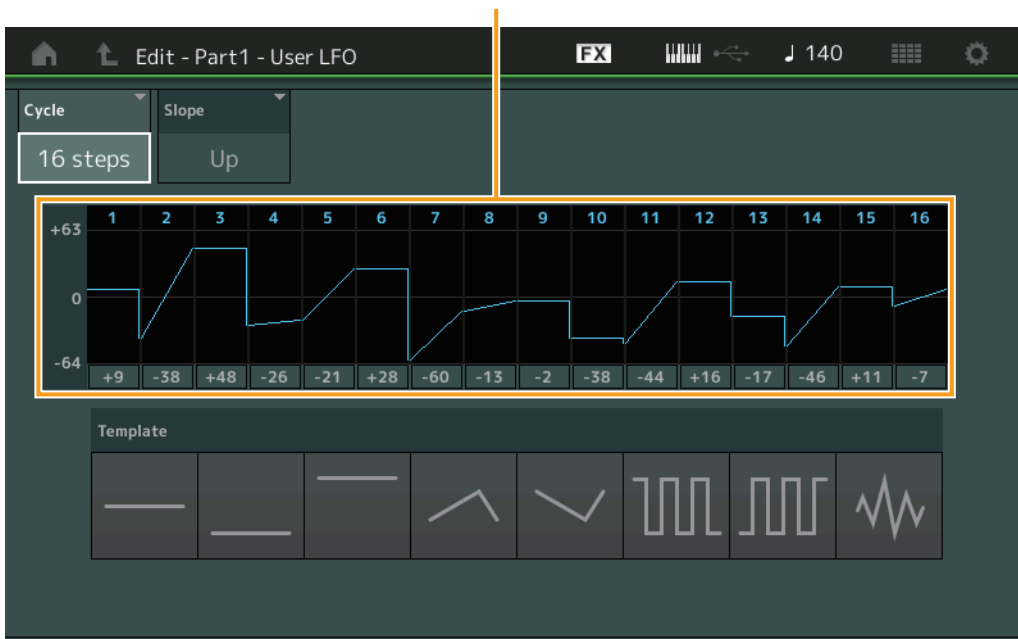 Edit - Part1 - User LFO FX ♩ 140
Cycle Slope
16 steps Up
1 2 3 4 5 6 7 8 9 10 11 12 13 14 15 16
+63
0
-64
+9 -38 +48 -26 -21 +28 -60 -13 -2 -38 -44 +16 -17 -46 +11 -7
Template